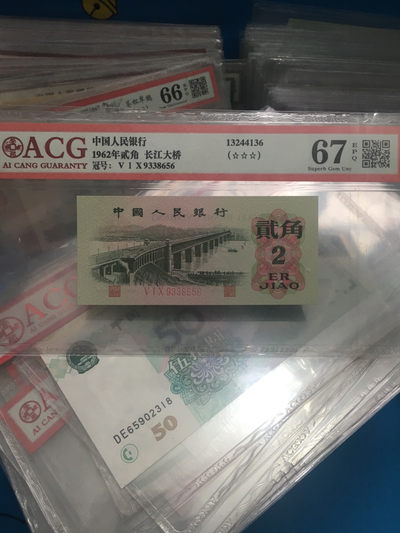 66
ACG
AI CANG GUARANTY
中国人民银行
1962年贰角 长江大桥
冠号: V I X 9338656
13244136
(☆☆☆)
67
EPQ
Superb Gem Unc
中國人民銀行
貳角
2
ER
JIAO
V I X 9338656
DE65902318
50
ACG
AI CANG GUARANTY